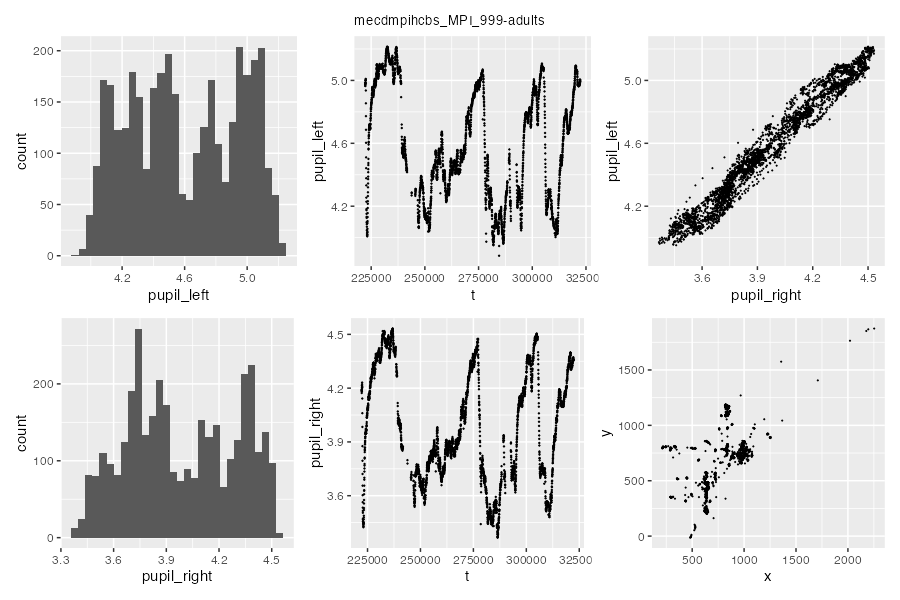 mecdmpihcbs_MPI_999-adults
count
200
150
100
50
0
4.2 4.6 5.0
pupil_left
pupil_left
5.0
4.6
4.2
225000 250000 275000 300000 32500
t
pupil_left
5.0
4.6
4.2
3.6 3.9 4.2 4.5
pupil_right
count
200
100
0
3.3 3.6 3.9 4.2 4.5
pupil_right
pupil_right
4.5
4.2
3.9
3.6
225000 250000 275000 300000 325000
t
y
1500
1000
500
0
500 1000 1500 2000
x